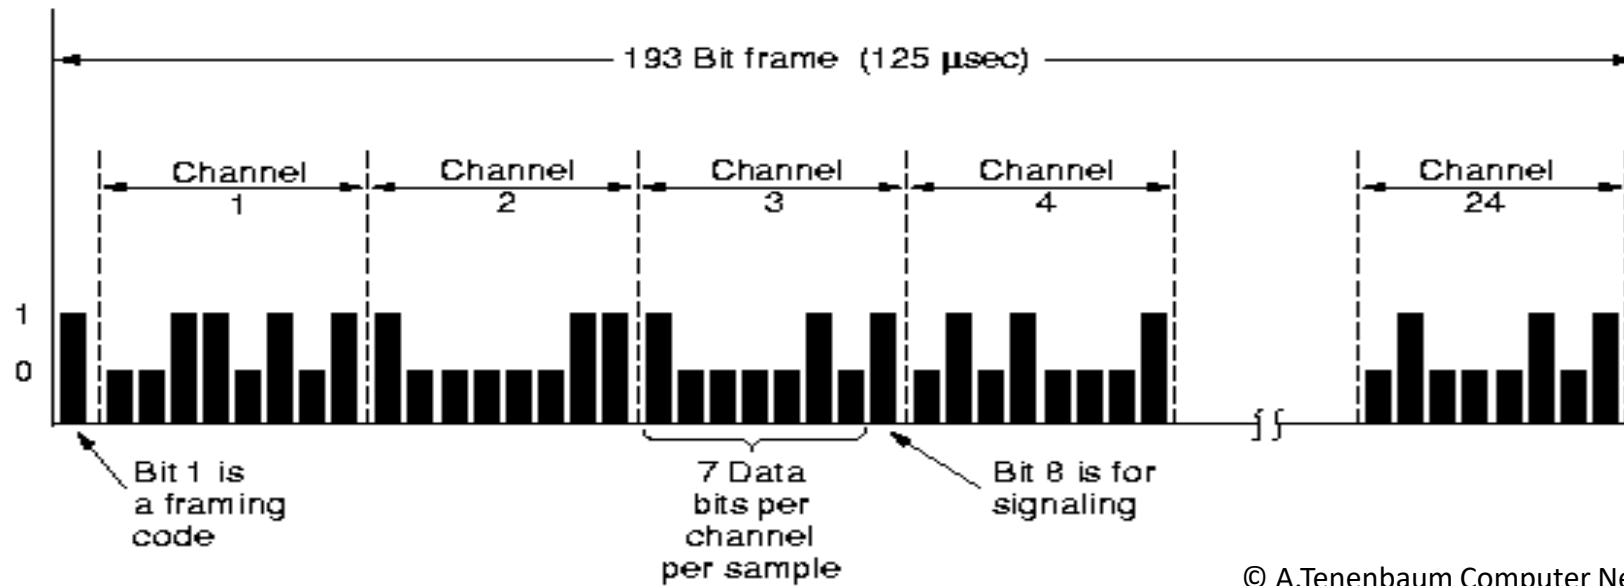 193 Bit frame (125 μsec)
Channel
1
Channel
2
Channel
3
Channel
4
Channel
24
1
0
Bit 1 is
a framing
code
7 Data
bits per
channel
per sample
Bit 8 is for
signaling
© A.Tenenbaum Computer Ne